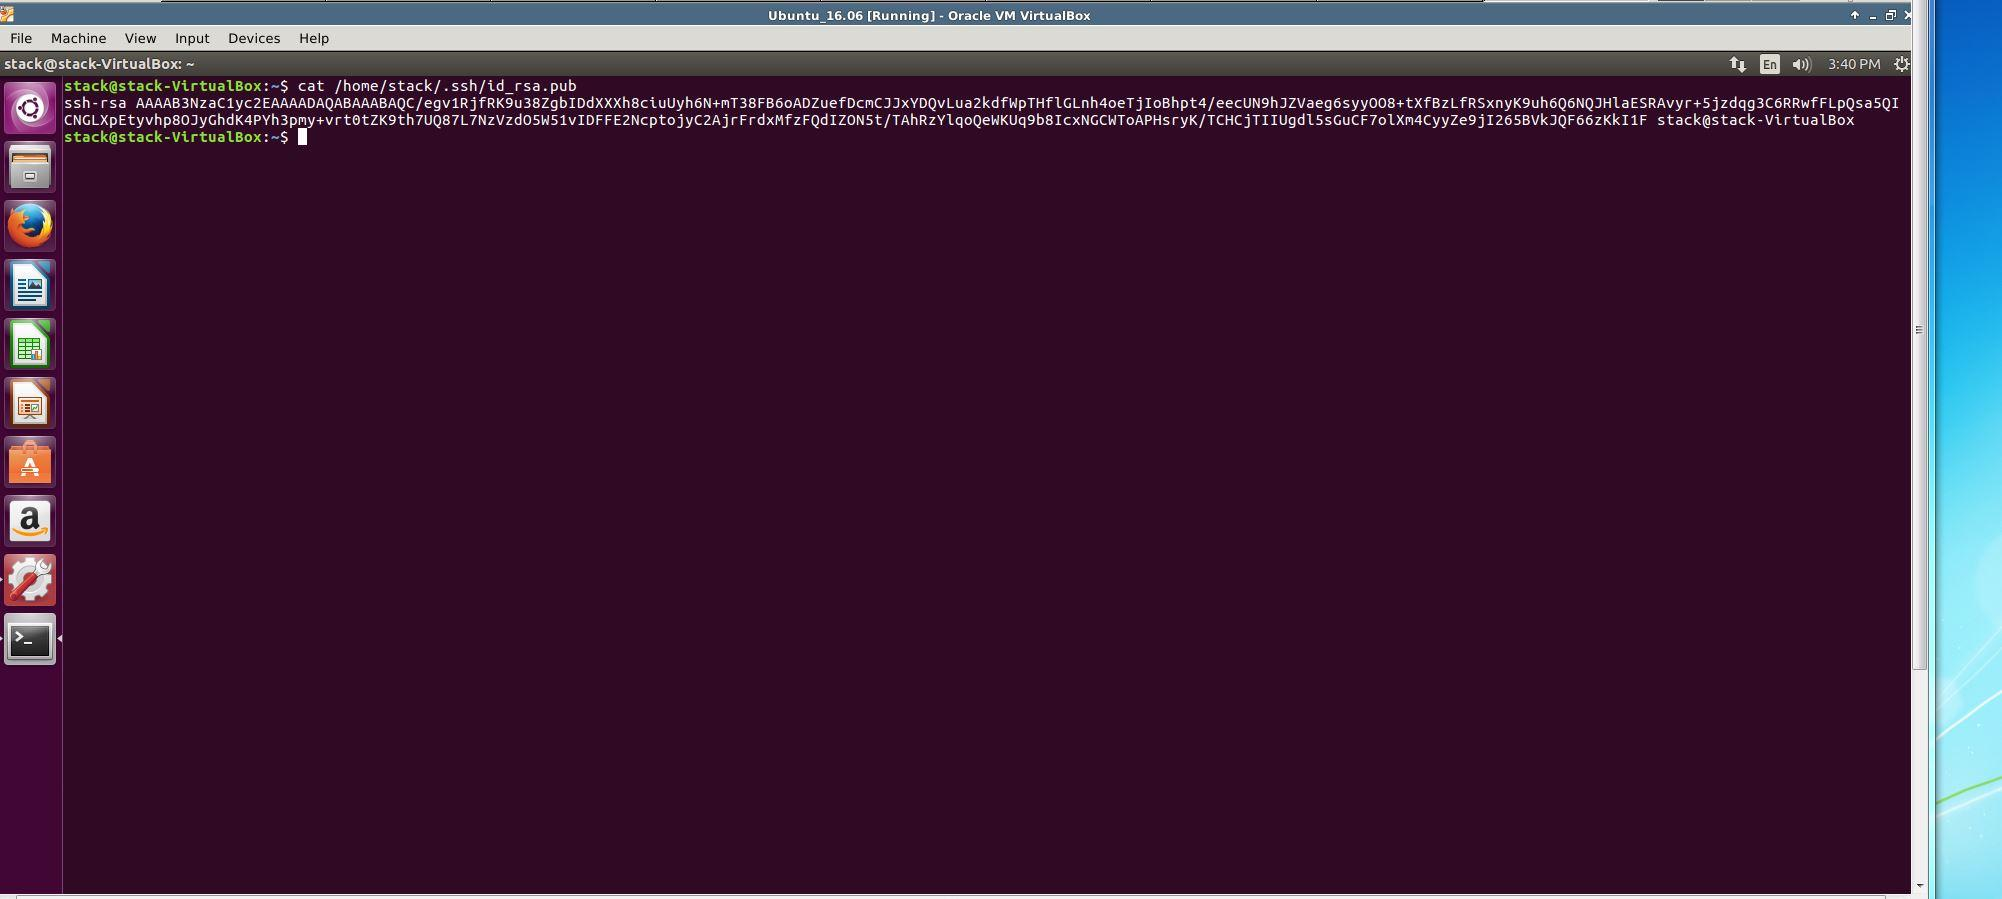 Ubuntu_16.06 [Running] - Oracle VM VirtualBox
File Machine View Input Devices Help
stack@stack-VirtualBox: ~
En 3:40 PM
stack@stack-VirtualBox:~$ cat /home/stack/.ssh/id_rsa.pub
ssh-rsa AAAAB3NzaC1yc2EAAAADAQABAAABAQC/egv1RjfRK9u38ZgbIDdXXXh8ciuUyh6N+mT38FB6oADZuefDcmCJJxYDQvLua2kdfWpTHflGLnh4oeTjIoBhpt4/eecUN9hJZVaeg6syyOO8+tXfBzLfRSxnyK9uh6Q6NQJHlaESRAvyr+5jzdqg3C6RRwfFLpQsa5QI
CNGLXpEtyvhp8OJyGhdK4PYh3pmy+vrt0tZK9th7UQ87L7NzVzdO5W51vIDFFE2NcptojyC2AjrFrdxMfzFQdIZON5t/TAhRzYlqoQeWKUq9b8IcxNGCWToAPHsryK/TCHCjTIIUgdl5sGuCF7olXm4CyyZe9jI265BVkJQF66zKkI1F stack@stack-VirtualBox
stack@stack-VirtualBox:~$